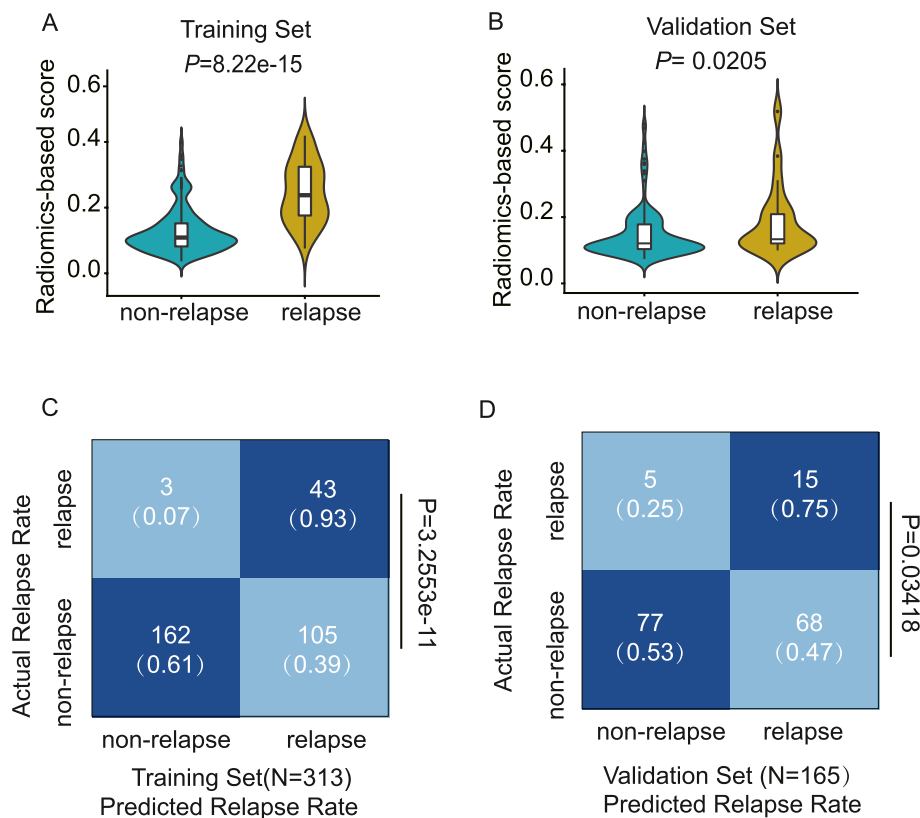 A
Training Set
P=8.22e-15
Radiomics-based score
0.6
0.4
0.2
0.0
non-relapse
relapse
B
Validation Set
P= 0.0205
Radiomics-based score
0.6
0.4
0.2
0.0
non-relapse
relapse
C
Actual Relapse Rate
relapse
non-relapse
3
(0.07)
43
(0.93)
162
(0.61)
105
(0.39)
P=3.2553e-11
non-relapse
relapse
Training Set(N=313)
Predicted Relapse Rate
D
Actual Relapse Rate
relapse
non-relapse
5
(0.25)
15
(0.75)
77
(0.53)
68
(0.47)
P=0.03418
non-relapse
relapse
Validation Set (N=165)
Predicted Relapse Rate